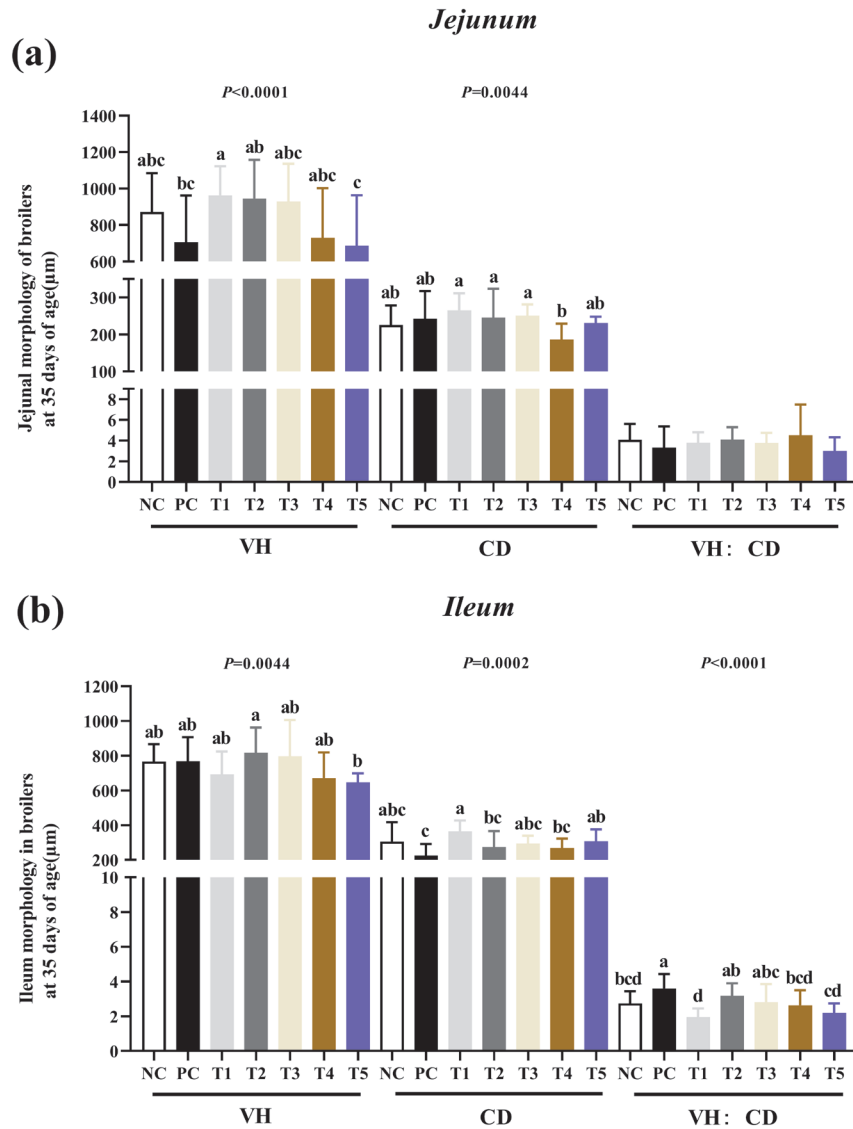 Jejunum
(a)
P<0.0001 P=0.0044
Jejunal morphology of broilers
at 35 days of age(μm)
1400
1200
1000
800
600
300
200
100
8
6
4
2
0
abc bc a ab abc abc c
ab ab a a a b ab
NC PC T1 T2 T3 T4 T5 NC PC T1 T2 T3 T4 T5 NC PC T1 T2 T3 T4 T5
VH CD VH: CD
(b)
Ileum
P=0.0044 P=0.0002 P<0.0001
Ileum morphology in broilers
at 35 days of age(μm)
1200
1000
800
600
400
200
10
8
6
4
2
0
ab ab ab a ab ab b
abc c a bc abc bc ab
bcd a d ab abc bcd cd
NC PC T1 T2 T3 T4 T5 NC PC T1 T2 T3 T4 T5 NC PC T1 T2 T3 T4 T5
VH CD VH: CD